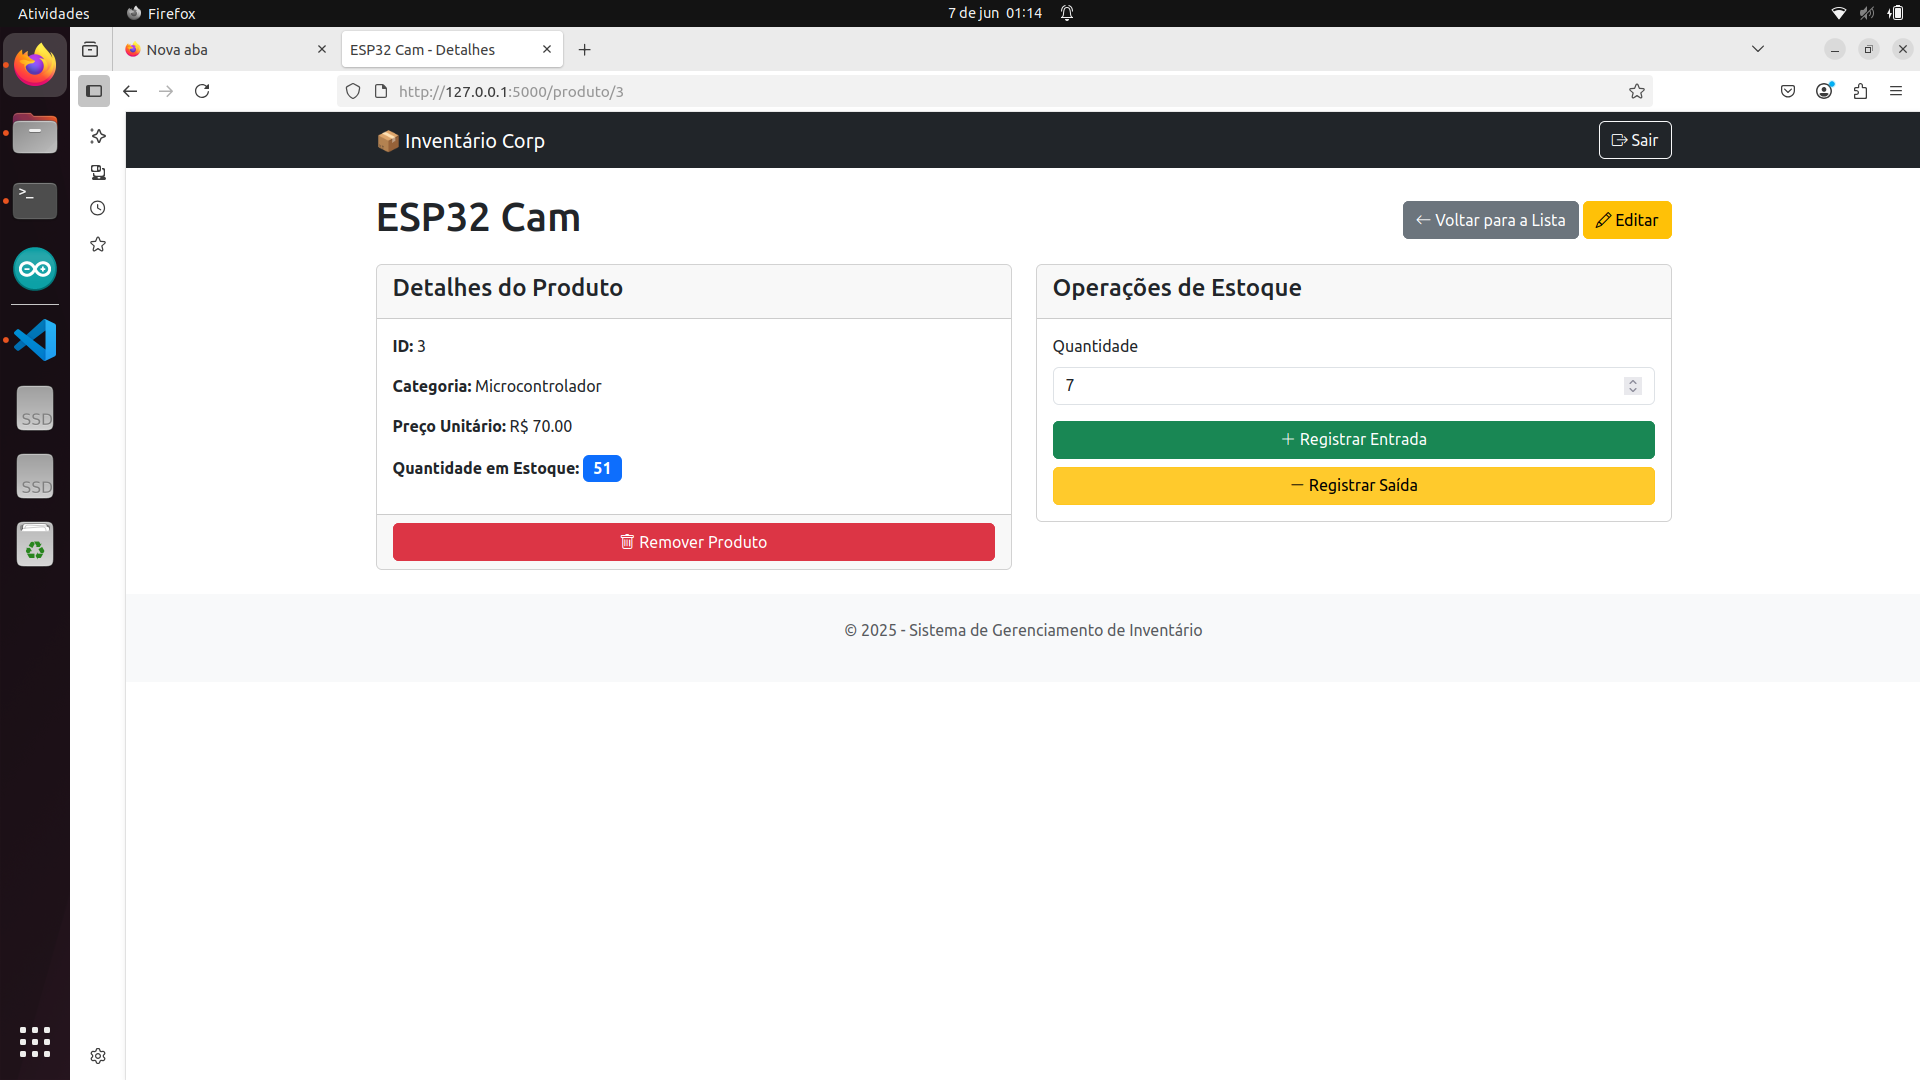 Atividades
Firefox
7 de jun 01:14
Nova aba
ESP32 Cam - Detalhes
http://127.0.0.1:5000/produto/3
Inventário Corp
Sair
ESP32 Cam
Voltar para a Lista
Editar
Detalhes do Produto
ID: 3
Categoria: Microcontrolador
Preço Unitário: R$ 70.00
Quantidade em Estoque: 51
Remover Produto
Operações de Estoque
Quantidade
7
Registrar Entrada
Registrar Saída
© 2025 - Sistema de Gerenciamento de Inventário
>_
SSD
SSD